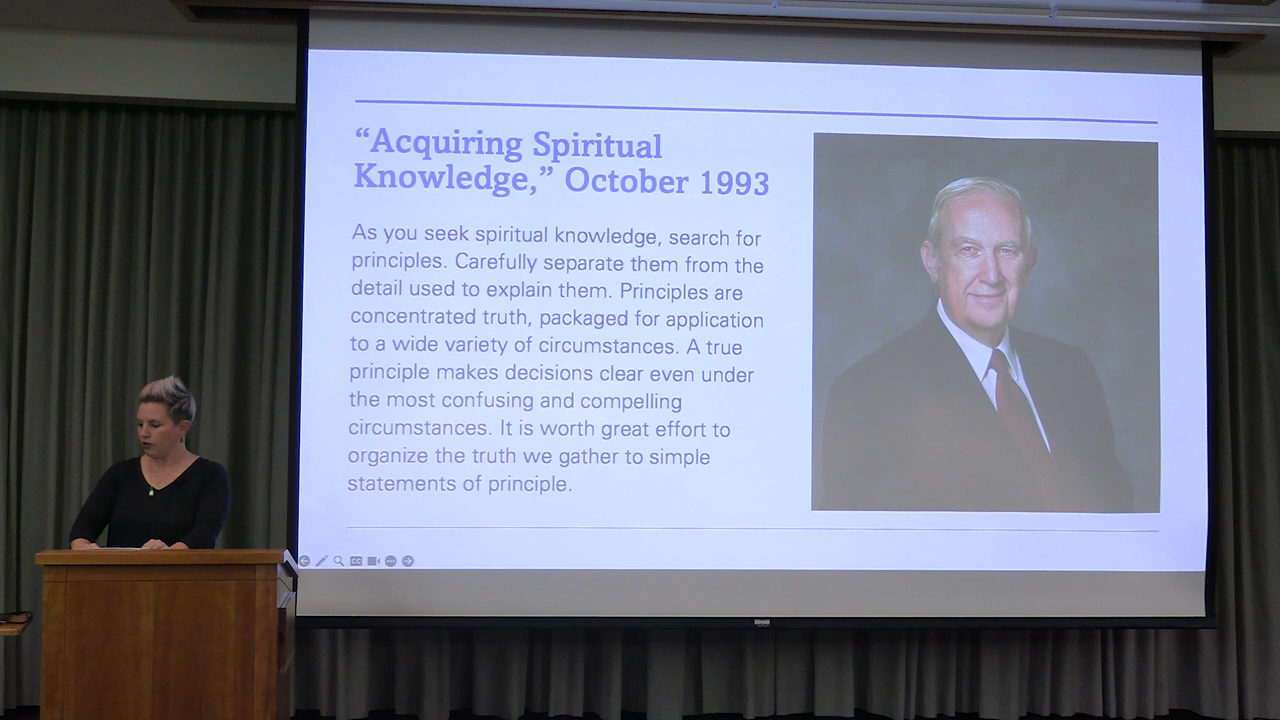 “Acquiring Spiritual
Knowledge,” October 1993
As you seek spiritual knowledge, search for
principles. Carefully separate them from the
detail used to explain them. Principles are
concentrated truth, packaged for application
to a wide variety of circumstances. A true
principle makes decisions clear even under
the most confusing and compelling
circumstances. It is worth great effort to
organize the truth we gather to simple
statements of principle.